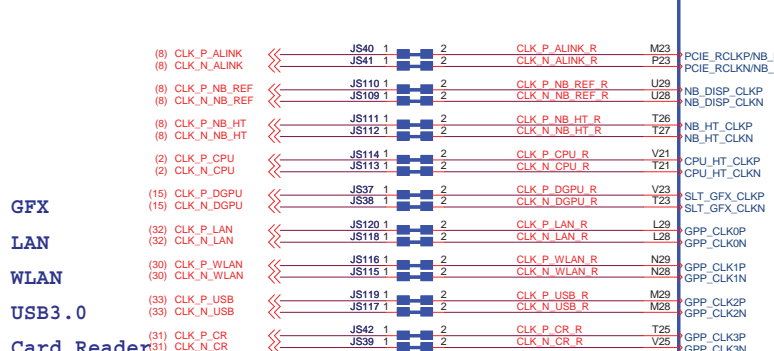 (8) CLK_P_ALINK JS40 1 2 CLK_P_ALINK_R M23 PCIE_RCLKP/NB_
(8) CLK_N_ALINK JS41 1 2 CLK_N_ALINK_R P23 PCIE_RCLKN/NB_
(8) CLK_P_NB_REF JS110 1 2 CLK_P_NB_REF_R U29 NB_DISP_CLKP
(8) CLK_N_NB_REF JS109 1 2 CLK_N_NB_REF_R U28 NB_DISP_CLKN
(8) CLK_P_NB_HT JS111 1 2 CLK_P_NB_HT_R T26 NB_HT_CLKP
(8) CLK_N_NB_HT JS112 1 2 CLK_N_NB_HT_R T27 NB_HT_CLKN
(2) CLK_P_CPU JS114 1 2 CLK_P_CPU_R V21 CPU_HT_CLKP
(2) CLK_N_CPU JS113 1 2 CLK_N_CPU_R T21 CPU_HT_CLKN
(15) CLK_P_DGPU JS37 1 2 CLK_P_DGPU_R V23 SLT_GFX_CLKP
GFX (15) CLK_N_DGPU JS38 1 2 CLK_N_DGPU_R T23 SLT_GFX_CLKN
(32) CLK_P_LAN JS120 1 2 CLK_P_LAN_R L29 GPP_CLK0P
LAN (32) CLK_N_LAN JS118 1 2 CLK_N_LAN_R L28 GPP_CLK0N
(30) CLK_P_WLAN JS116 1 2 CLK_P_WLAN_R N29 GPP_CLK1P
WLAN (30) CLK_N_WLAN JS115 1 2 CLK_N_WLAN_R N28 GPP_CLK1N
(33) CLK_P_USB JS119 1 2 CLK_P_USB_R M29 GPP_CLK2P
USB3.0 (33) CLK_N_USB JS117 1 2 CLK_N_USB_R M28 GPP_CLK2N
(31) CLK_P_CR JS42 1 2 CLK_P_CR_R T25 GPP_CLK3P
Card Reader (31) CLK_N_CR JS39 1 2 CLK_N_CR_R V25 GPP_CLK3N